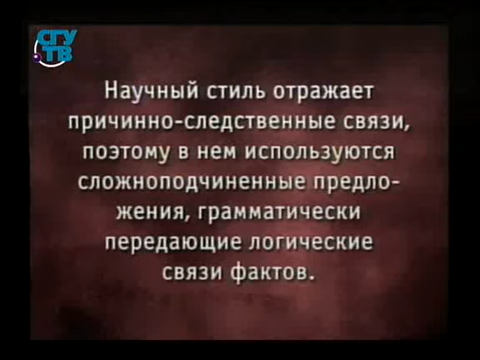 СГУ
ТВ
Научный стиль отражает
причинно-следственные связи,
поэтому в нем используются
сложноподчиненные предло-
жения, грамматически
передающие логические
связи фактов.